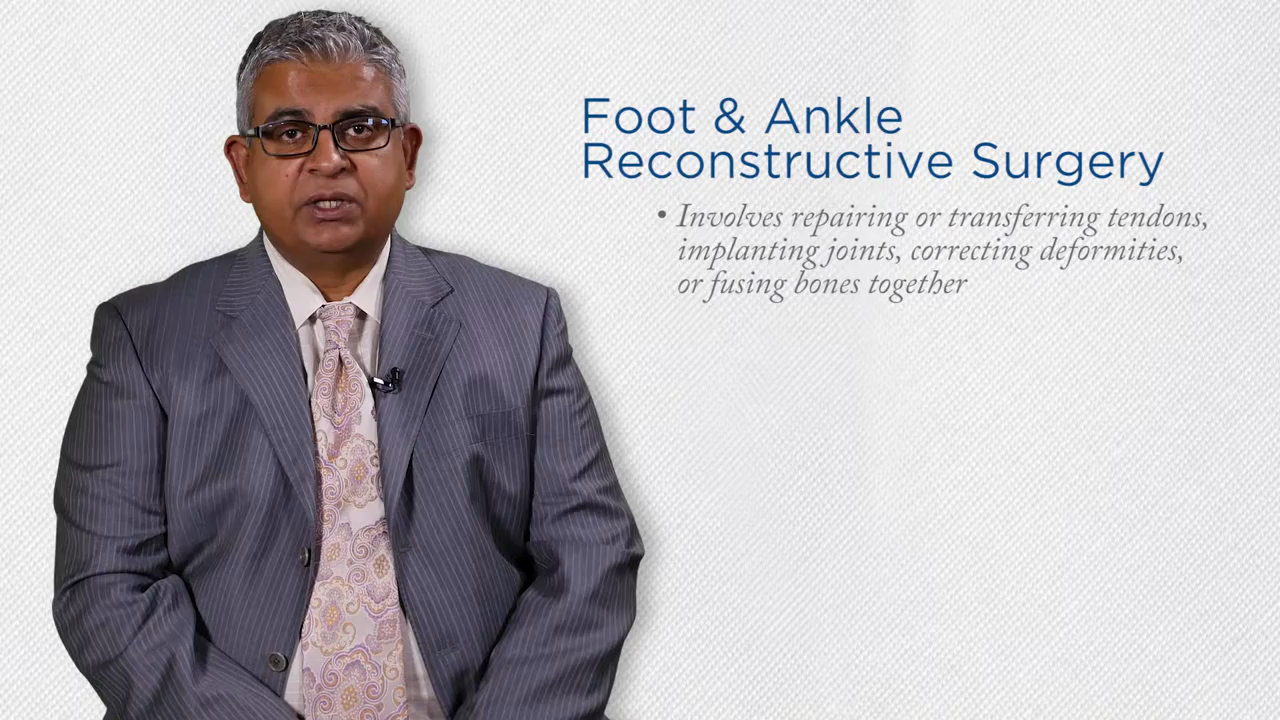 Foot & Ankle
Reconstructive Surgery
• Involves repairing or transferring tendons,
implanting joints, correcting deformities,
or fusing bones together